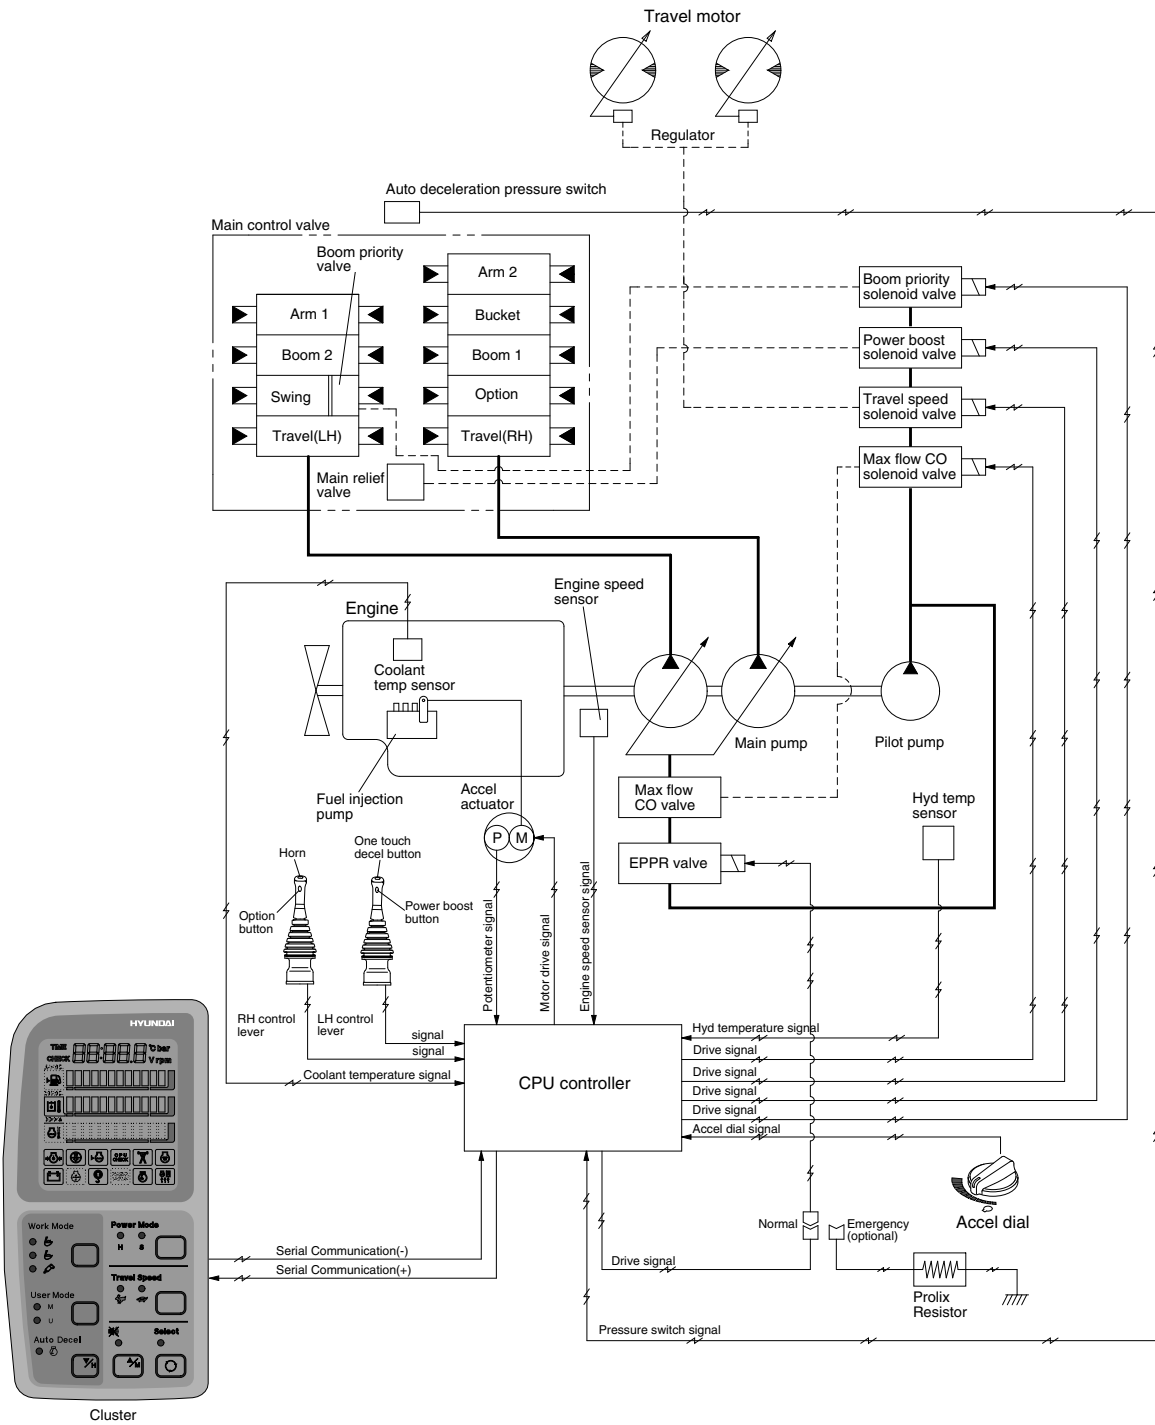 Travel motor
Regulator
Auto deceleration pressure switch
Main control valve
Boom priority
valve
Arm 2
Arm 1
Bucket
Boom 2
Boom 1
Swing
Option
Travel(LH)
Travel(RH)
Main relief
valve
Boom priority
solenoid valve
Power boost
solenoid valve
Travel speed
solenoid valve
Max flow CO
solenoid valve
Engine speed
sensor
Engine
Coolant
temp sensor
Main pump
Pilot pump
Fuel injection
pump
Accel
actuator
P
M
Max flow
CO valve
EPPR valve
Hyd temp
sensor
Horn
One touch
decel button
Option
button
Power boost
button
RH control
lever
LH control
lever
Potentiometer signal
Motor drive signal
Engine speed sensor signal
signal
signal
Coolant temperature signal
CPU controller
Hyd temperature signal
Drive signal
Drive signal
Drive signal
Drive signal
Accel dial signal
Accel dial
Normal
Emergency
(optional)
Prolix
Resistor
Drive signal
Pressure switch signal
Serial Communication(-)
Serial Communication(+)
HYUNDAI
TIME
CHECK
°C bar
V rpm
CPU
CHECK
Work Mode
Power Mode
H S
Travel Speed
User Mode
M
U
Auto Decel
Select
▼/H
▲/M
Cluster